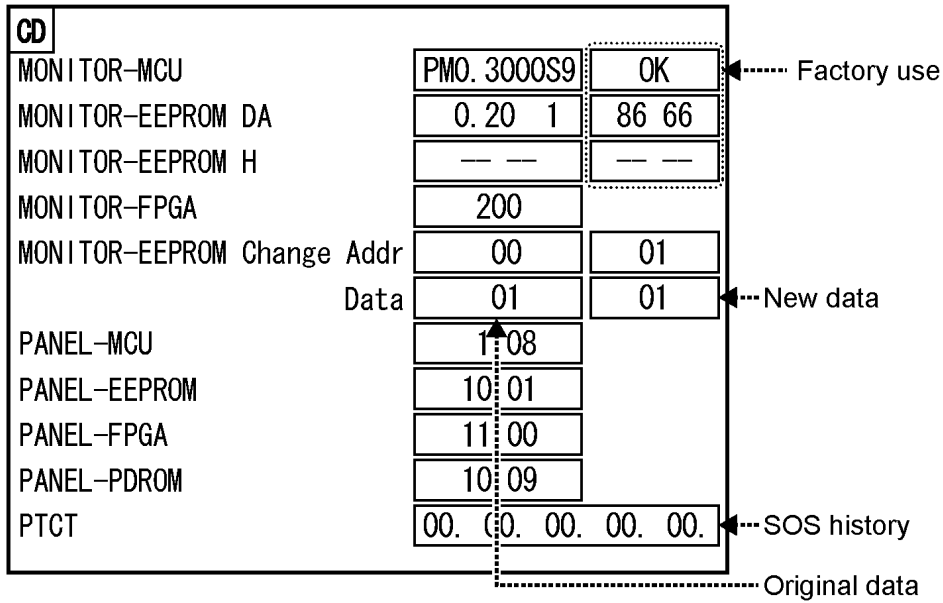 CD
MONITOR-MCU PM0.3000S9 OK Factory use
MONITOR-EEPROM DA 0.20 1 86 66
MONITOR-EEPROM H -- -- -- --
MONITOR-FPGA 200
MONITOR-EEPROM Change Addr 00 01
Data 01 01 New data
PANEL-MCU 1 08
PANEL-EEPROM 10 01
PANEL-FPGA 11 00
PANEL-PDROM 10 09
PTCT 00. 00. 00. 00. 00. SOS history
Original data